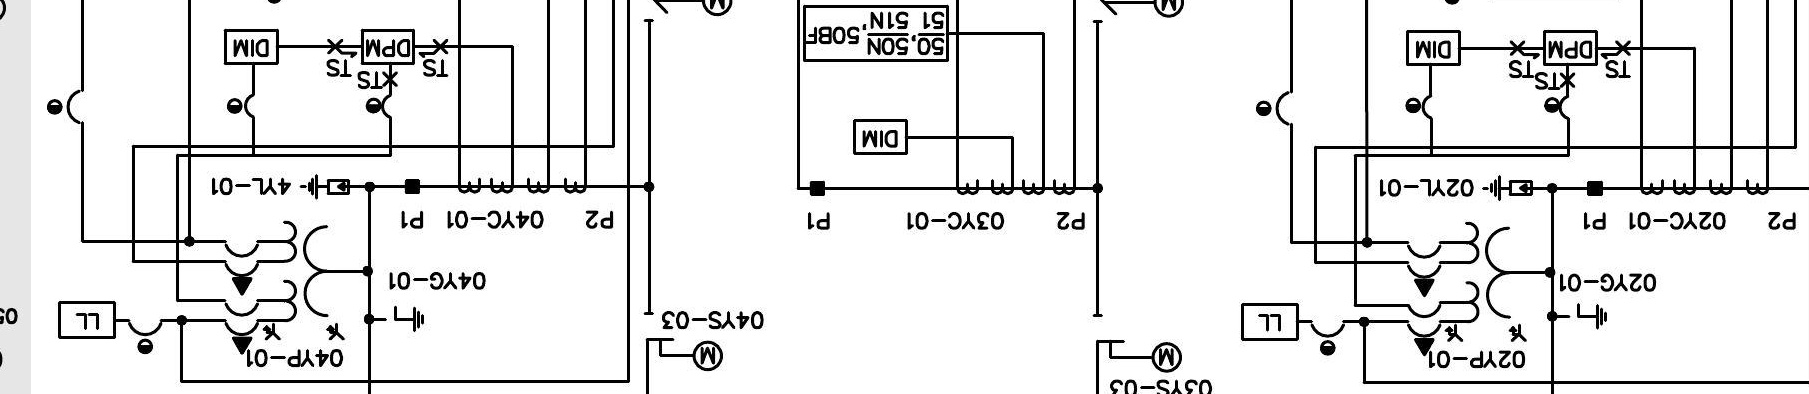 03YS-03
02YP-01
M
M
04YP-01
LL
04YS-03
LL
02YG-01
04YG-01
P2
02YC-01
P1
P2
03YC-01
P1
P2
04YC-01
P1
02YL-01
4YL-01
DIM
TS
TS
TS
TS
TS
TS
DPM
DIM
50,50N,50BF
51 51N
DPM
DIM
M
M